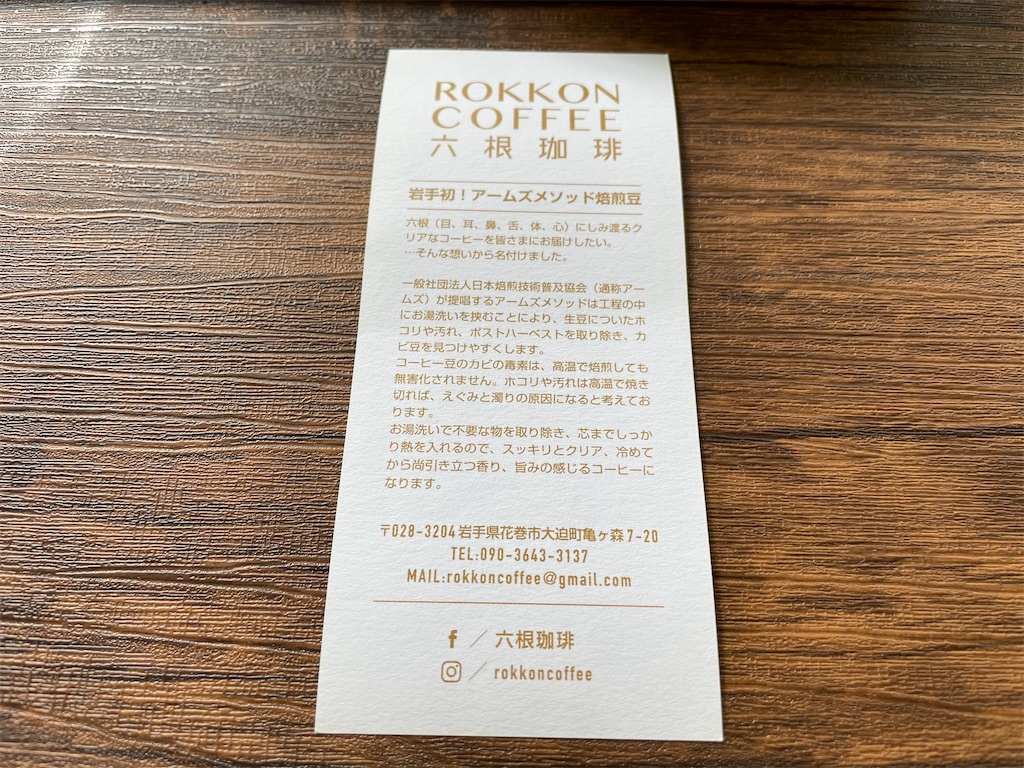 ROKKON
COFFEE
六根珈琲
岩手初！アームズメソッド焙煎豆
六根（目、耳、鼻、舌、体、心）にしみ渡るク
リアなコーヒーを皆さまにお届けしたい。
…そんな想いから名付けました。
一般社団法人日本焙煎技術普及協会（通称アー
ムズ）が提唱するアームズメソッドは工程の中
にお湯洗いを挟むことにより、生豆についたホ
コリや汚れ、ポストハーベストを取り除き、カ
ビ豆を見つけやすくします。
コーヒー豆のカビの毒素は、高温で焙煎しても
無害化されません。ホコリや汚れは高温で焼き
切れば、えぐみと濁りの原因になると考えてお
ります。
お湯洗いで不要な物を取り除き、芯までしっか
り熱を入れるので、スッキリとクリア、冷めて
から尚引き立つ香り、旨みの感じるコーヒーに
なります。
〒028-3204岩手県花巻市大迫町亀ヶ森7-20
TEL:090-3643-3137
MAIL:rokkoncoffee@gmail.com
f／六根珈琲
／rokkoncoffee